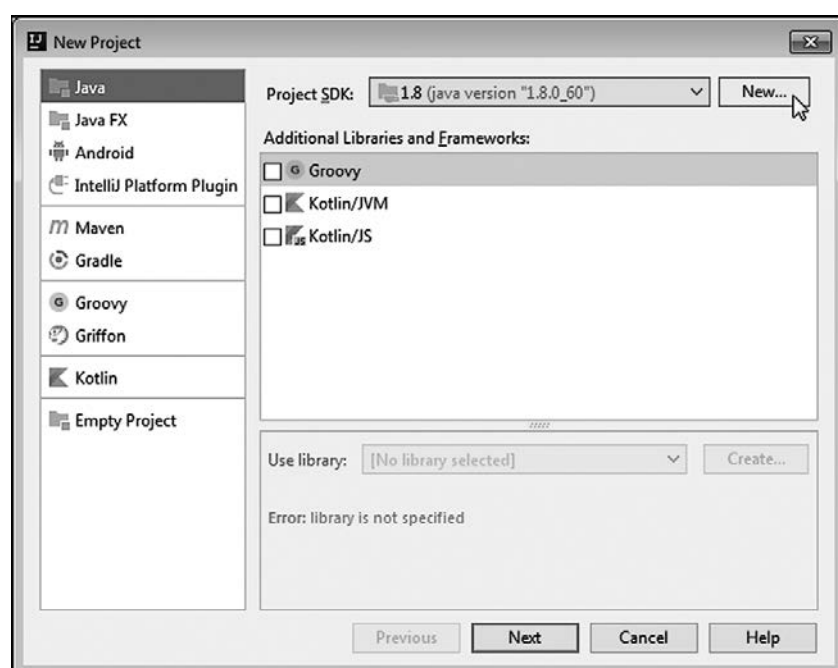 New Project
Java
Java FX
Android
IntelliJ Platform Plugin
Maven
Gradle
Groovy
Griffon
Kotlin
Empty Project
Project SDK: 1.8 (java version "1.8.0_60") New...
Additional Libraries and Frameworks:
Groovy
Kotlin/JVM
Kotlin/JS
Use library: [No library selected] Create...
Error: library is not specified
Previous Next Cancel Help